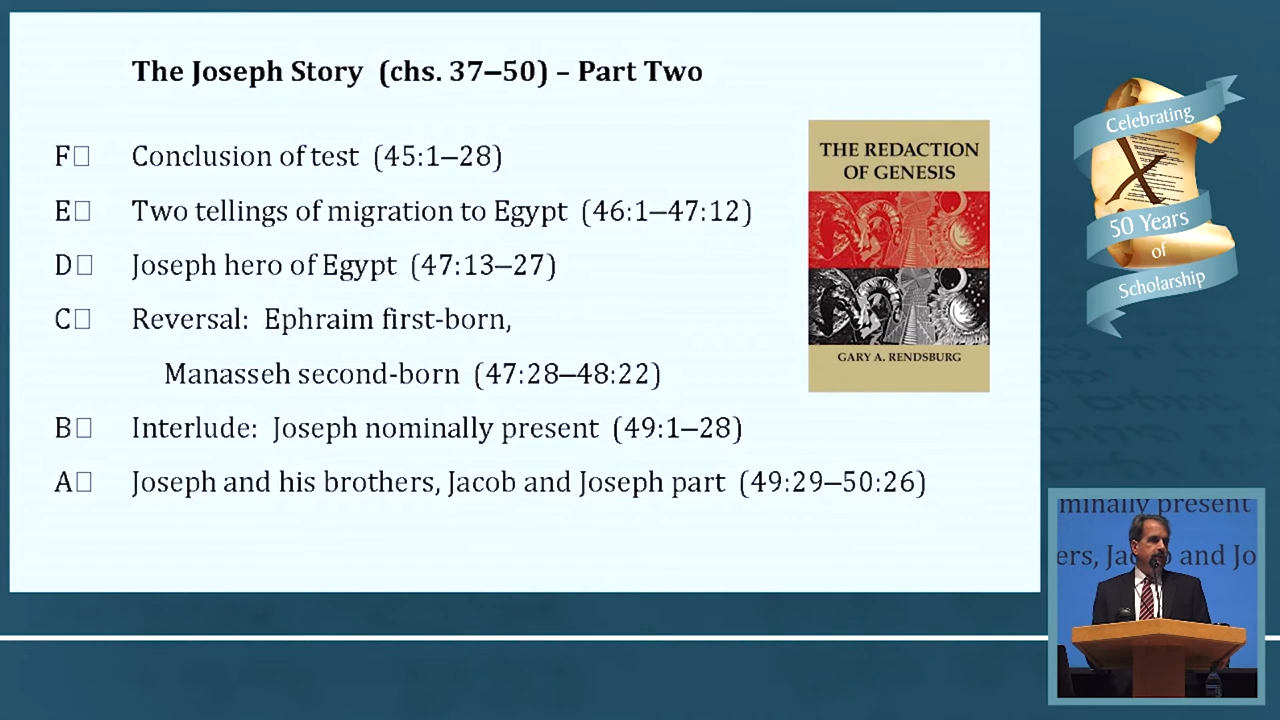 The Joseph Story (chs. 37–50) – Part Two
F□ Conclusion of test (45:1–28)
E□ Two tellings of migration to Egypt (46:1–47:12)
D□ Joseph hero of Egypt (47:13–27)
C□ Reversal: Ephraim first-born,
Manasseh second-born (47:28–48:22)
B□ Interlude: Joseph nominally present (49:1–28)
A□ Joseph and his brothers, Jacob and Joseph part (49:29–50:26)
THE REDACTION
OF GENESIS
GARY A. RENDSBURG
Celebrating
50 Years
of
Scholarship
minally present
ers, Jac b and Jo